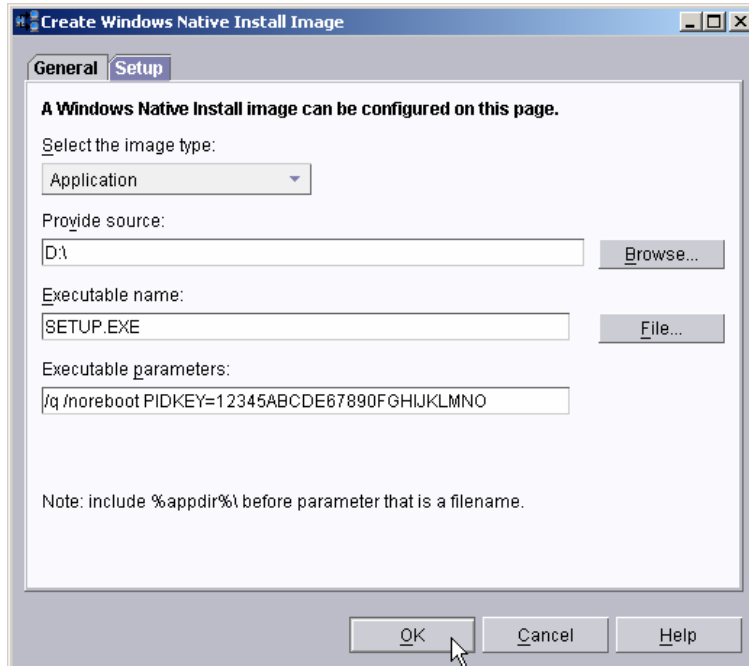 Create Windows Native Install Image
General Setup
A Windows Native Install image can be configured on this page.
Select the image type:
Application
Provide source:
D:\
Browse...
Executable name:
SETUP.EXE
File...
Executable parameters:
/q /noreboot PIDKEY=12345ABCDE67890FGHIJKLMNO
Note: include %appdir%\ before parameter that is a filename.
OK Cancel Help